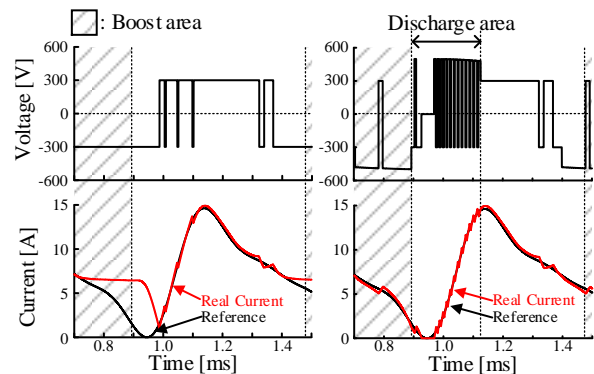 : Boost area
Discharge area
Voltage [V]
600
300
0
-300
-600
600
300
0
-300
-600
Current [A]
15
10
5
0
Real Current
Reference
0.8 1.0 1.2 1.4
Time [ms]
15
10
5
0
Real Current
Reference
0.8 1.0 1.2 1.4
Time [ms]